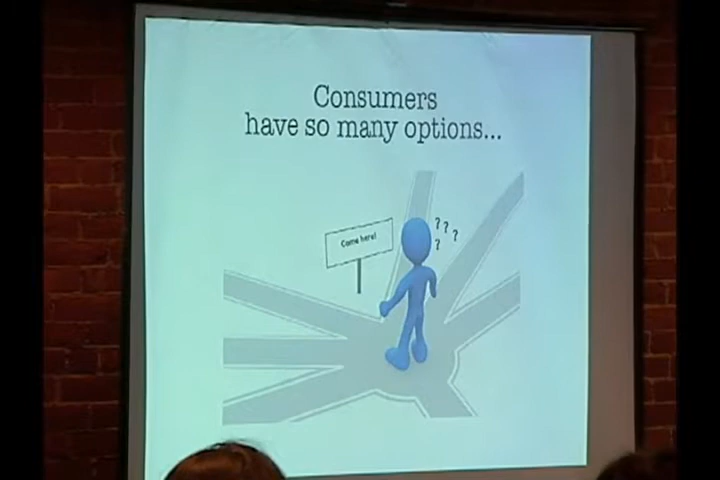 Consumers
have so many options...
Come here!
? ? ?
?